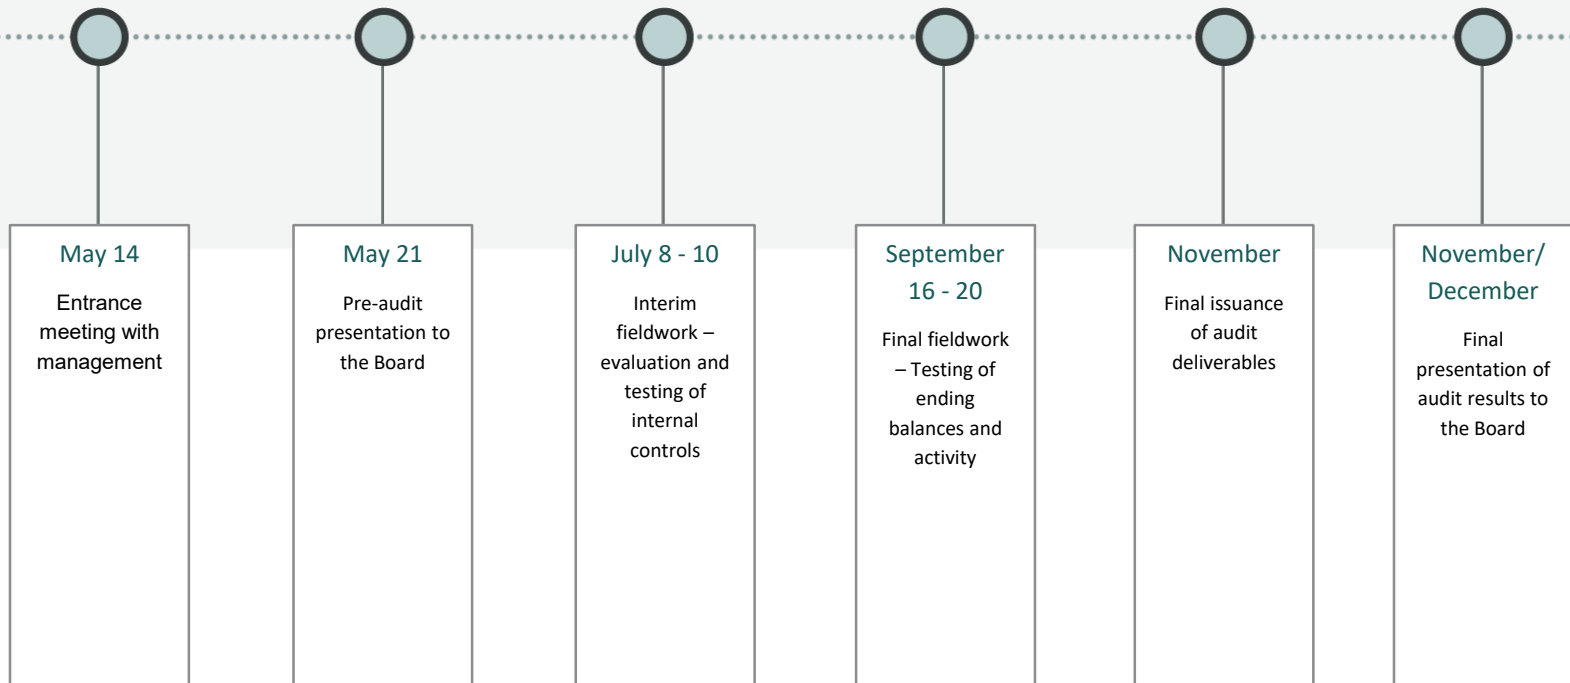 May 14
Entrance
meeting with
management
May 21
Pre-audit
presentation to
the Board
July 8 - 10
Interim
fieldwork –
evaluation and
testing of
internal
controls
September
16 - 20
Final fieldwork
– Testing of
ending
balances and
activity
November
Final issuance
of audit
deliverables
November/
December
Final
presentation of
audit results to
the Board